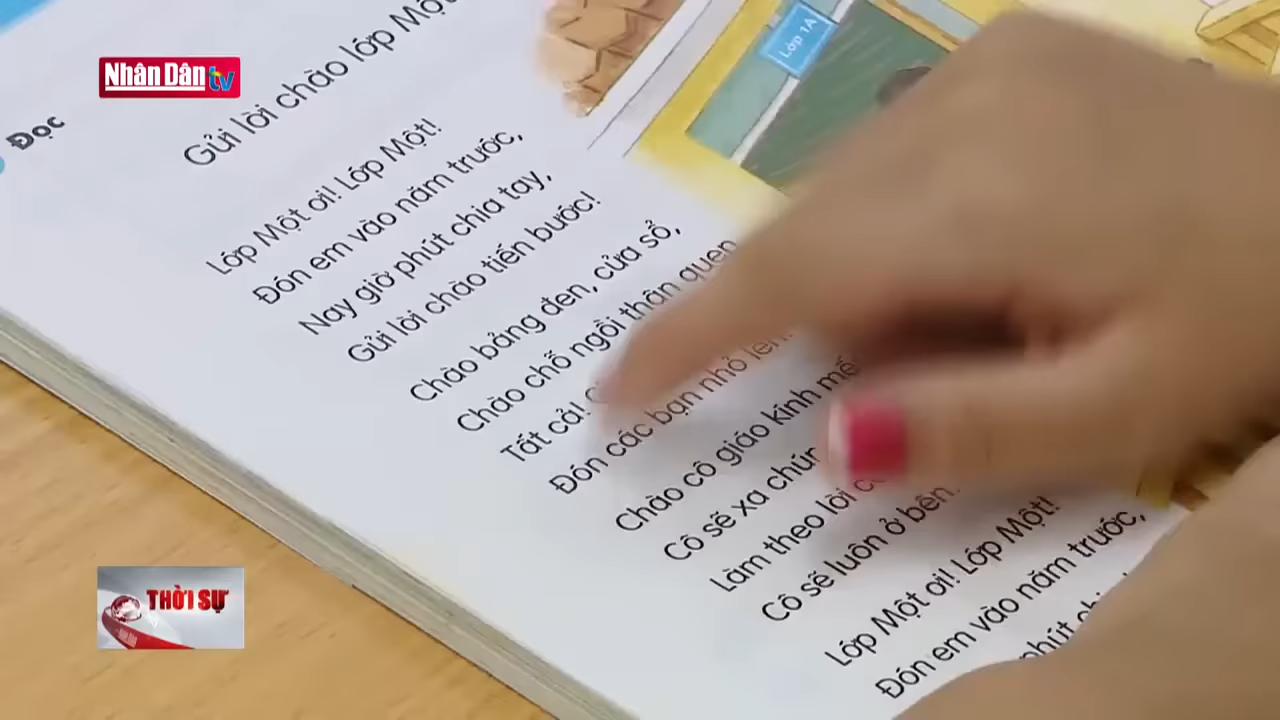 Nhân Dân tv
Đọc
Gửi lời chào lớp Một
Lớp 1A
Lớp Một ơi! Lớp Một!
Đón em vào năm trước,
Nay giờ phút chia tay,
Gửi lời chào tiến bước!
Chào bảng đen, cửa sổ,
Chào chỗ ngồi thân quen
Tất cả!
Đón các bạn nhỏ lên
Chào cô giáo kính mế
Cô sẽ xa chún
Làm theo lời c
Cô sẽ luôn ở bên.
Lớp Một ơi! Lớp Một!
Đón em vào năm trước,
phút
THỜI SỰ